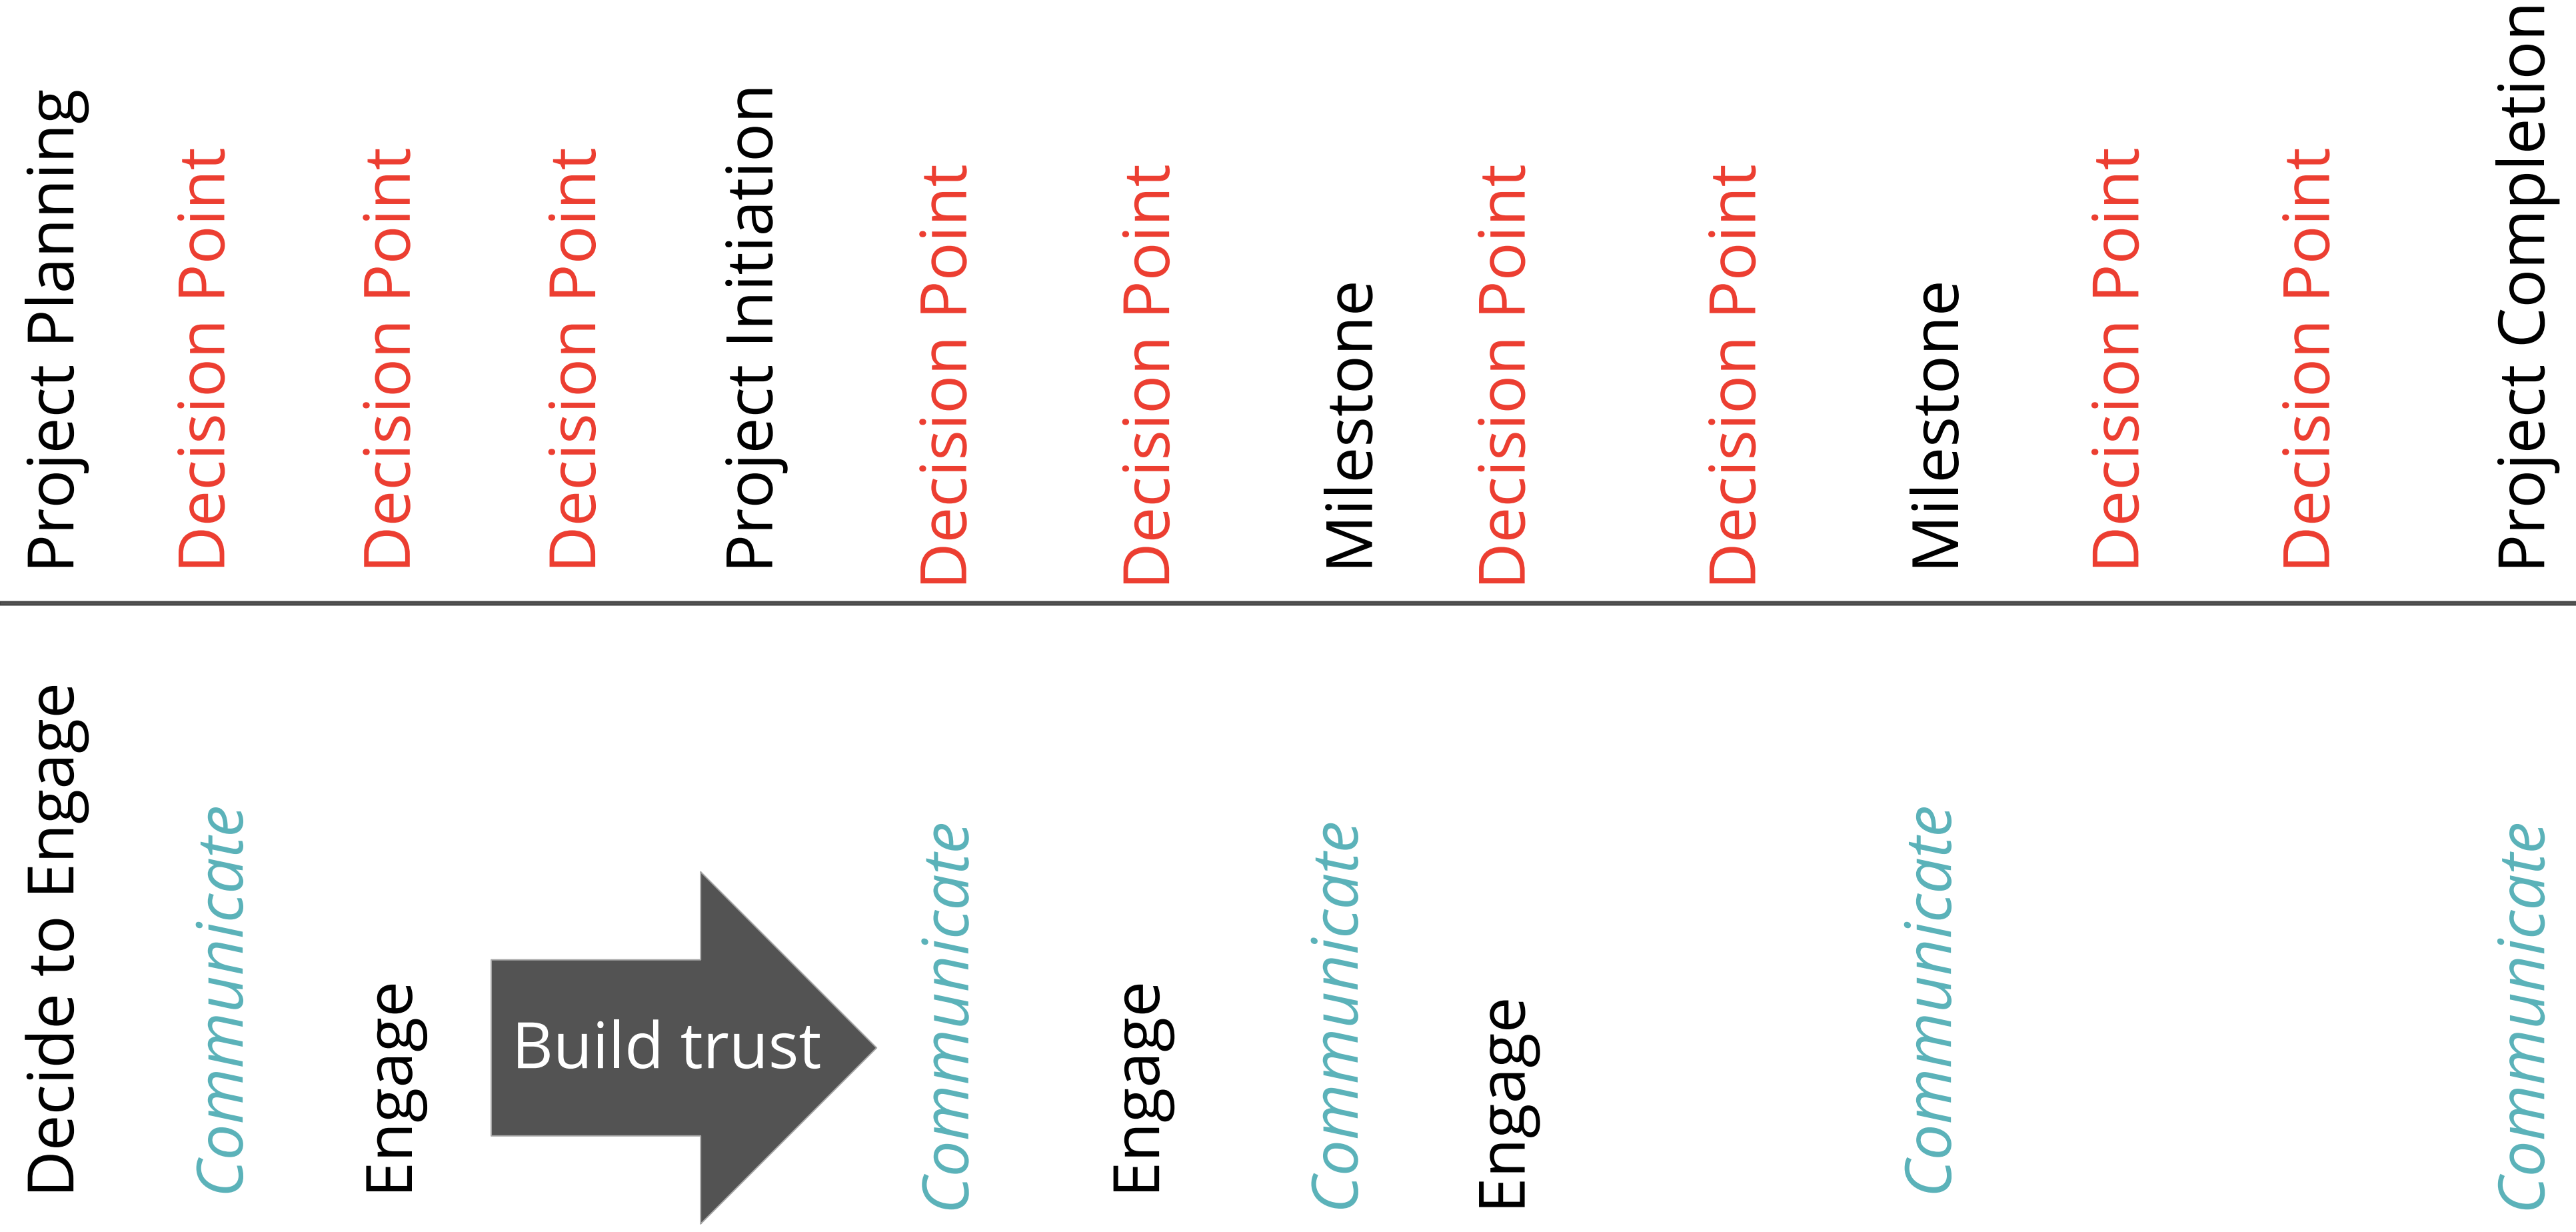 Project Planning
Decision Point
Decision Point
Decision Point
Project Initiation
Decision Point
Decision Point
Milestone
Decision Point
Decision Point
Milestone
Decision Point
Decision Point
Project Completion
Decide to Engage
Communicate
Engage
Build trust
Communicate
Engage
Communicate
Engage
Communicate
Communicate